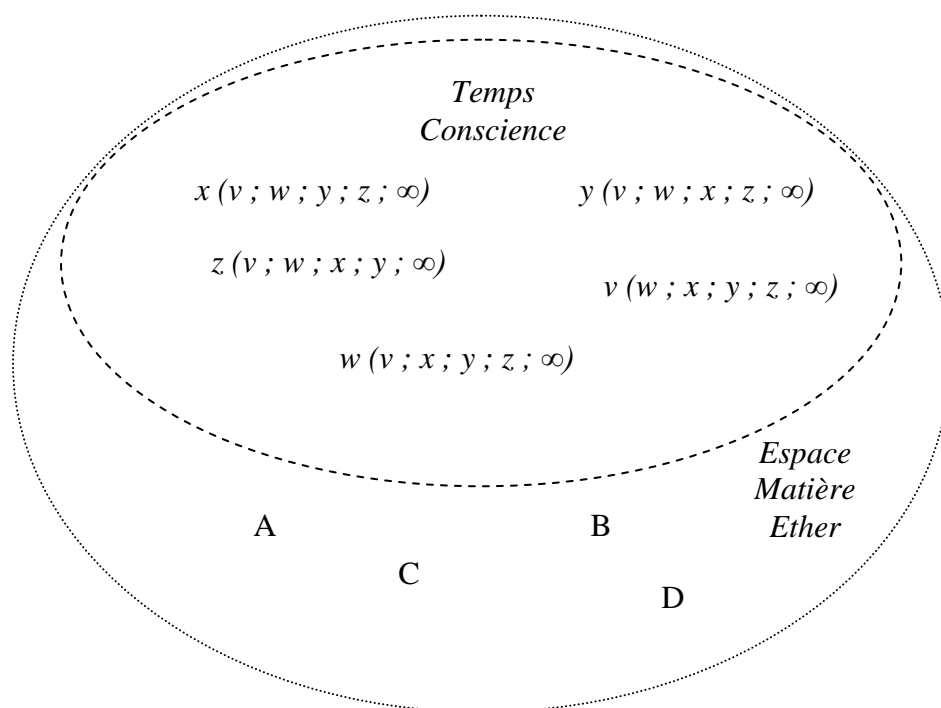 Temps
Conscience
x (v ; w ; y ; z ; ∞)
y (v ; w ; x ; z ; ∞)
z (v ; w ; x ; y ; ∞)
v (w ; x ; y ; z ; ∞)
w (v ; x ; y ; z ; ∞)
Espace
Matière
Ether
A
B
C
D